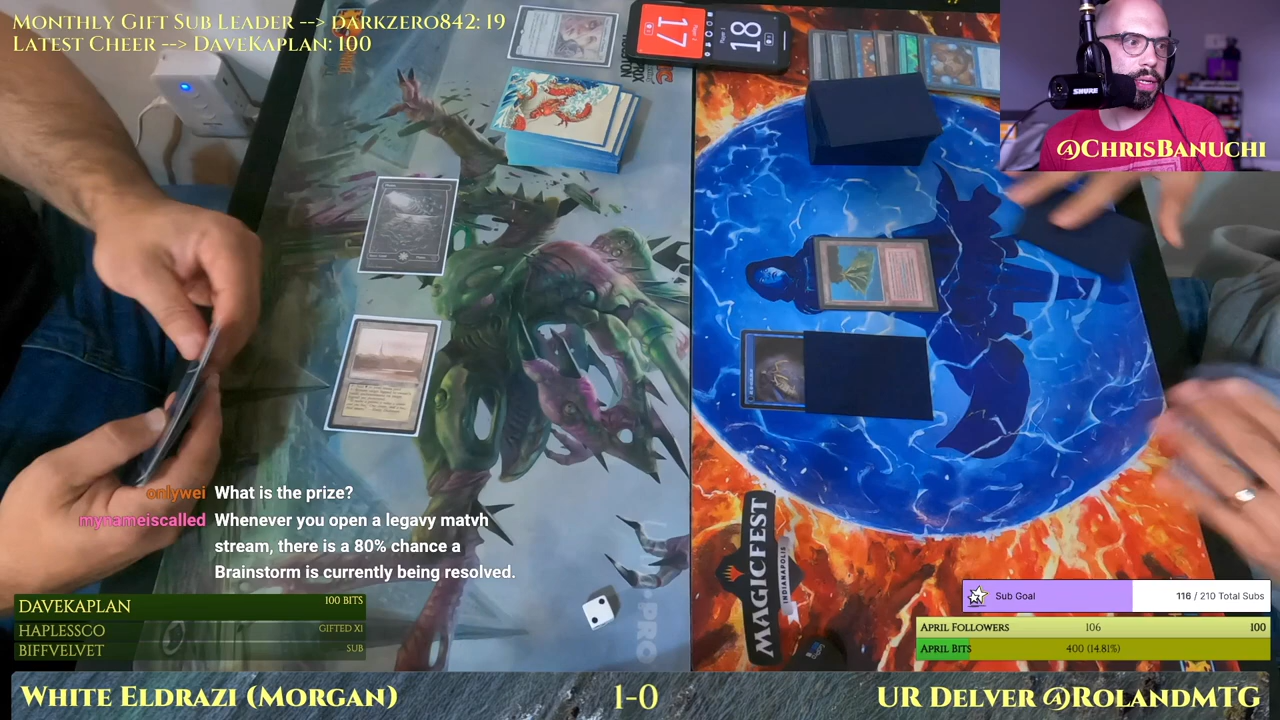 Monthly Gift Sub Leader --> darkzero842: 19
Latest Cheer --> DaveKaplan: 100
17
18
SHURE
@ChrisBanuchi
onlywei What is the prize?
mynameiscalled Whenever you open a legavy matvh
stream, there is a 80% chance a
Brainstorm is currently being resolved.
MAGICFEST
INDIANAPOLIS
DAVEKAPLAN 100 BITS
HAPLESSCO GIFTED X1
BIFFVELVET SUB
Sub Goal 116 / 210 Total Subs
APRIL FOLLOWERS 106 100
APRIL BITS 400 (14.81%)
White Eldrazi (Morgan) 1-0 UR Delver @RolandMTG